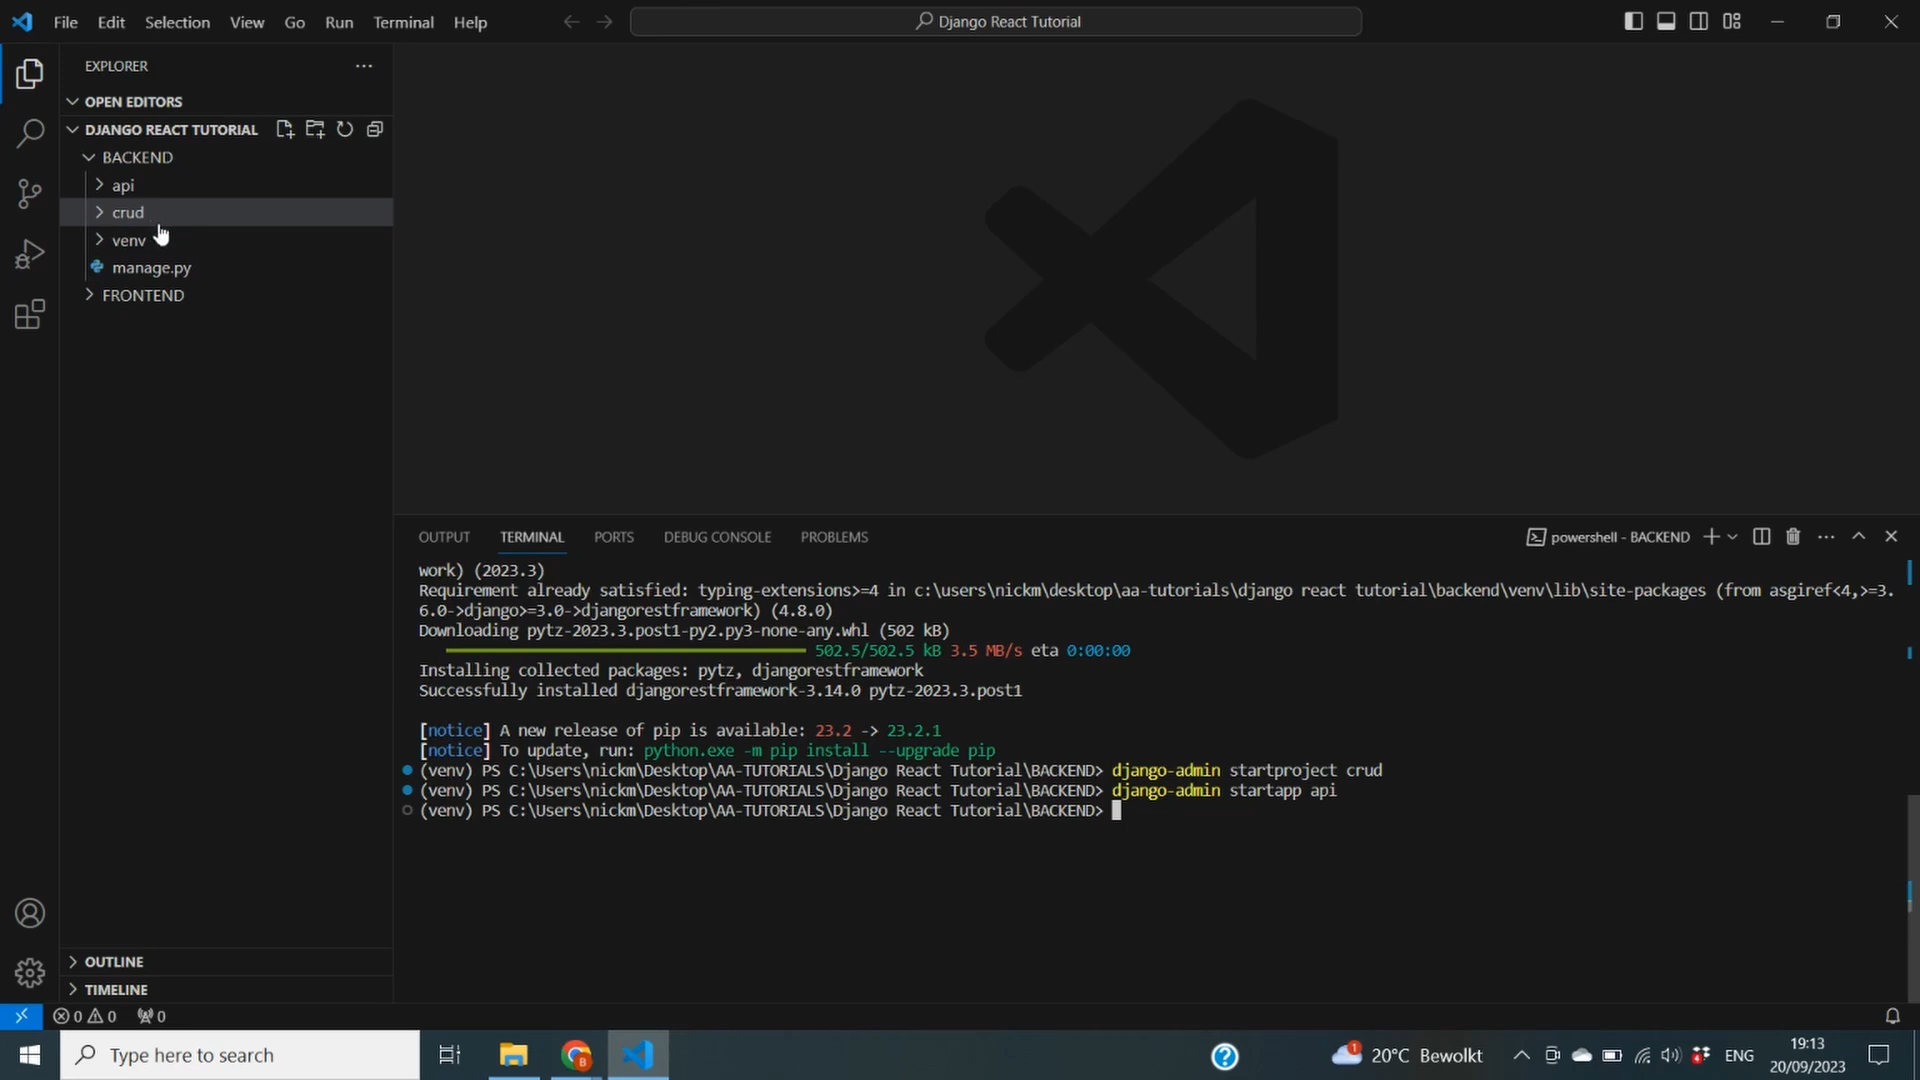 File Edit Selection View Go Run Terminal Help
Django React Tutorial
EXPLORER
OPEN EDITORS
DJANGO REACT TUTORIAL
BACKEND
api
crud
venv
manage.py
FRONTEND
OUTLINE
TIMELINE
OUTPUT TERMINAL PORTS DEBUG CONSOLE PROBLEMS
powershell - BACKEND
work) (2023.3)
Requirement already satisfied: typing-extensions>=4 in c:\users\nickm\desktop\aa-tutorials\django react tutorial\backend\venv\lib\site-packages (from asgiref<4,>=3.
6.0->django>=3.0->djangorestframework) (4.8.0)
Downloading pytz-2023.3.post1-py2.py3-none-any.whl (502 kB)
502.5/502.5 kB 3.5 MB/s eta 0:00:00
Installing collected packages: pytz, djangorestframework
Successfully installed djangorestframework-3.14.0 pytz-2023.3.post1
[notice] A new release of pip is available: 23.2 -> 23.2.1
[notice] To update, run: python.exe -m pip install --upgrade pip
(venv) PS C:\Users\nickm\Desktop\AA-TUTORIALS\Django React Tutorial\BACKEND> django-admin startproject crud
(venv) PS C:\Users\nickm\Desktop\AA-TUTORIALS\Django React Tutorial\BACKEND> django-admin startapp api
(venv) PS C:\Users\nickm\Desktop\AA-TUTORIALS\Django React Tutorial\BACKEND>
0 0 0
Type here to search
1
20°C Bewolkt
ENG
19:13
20/09/2023